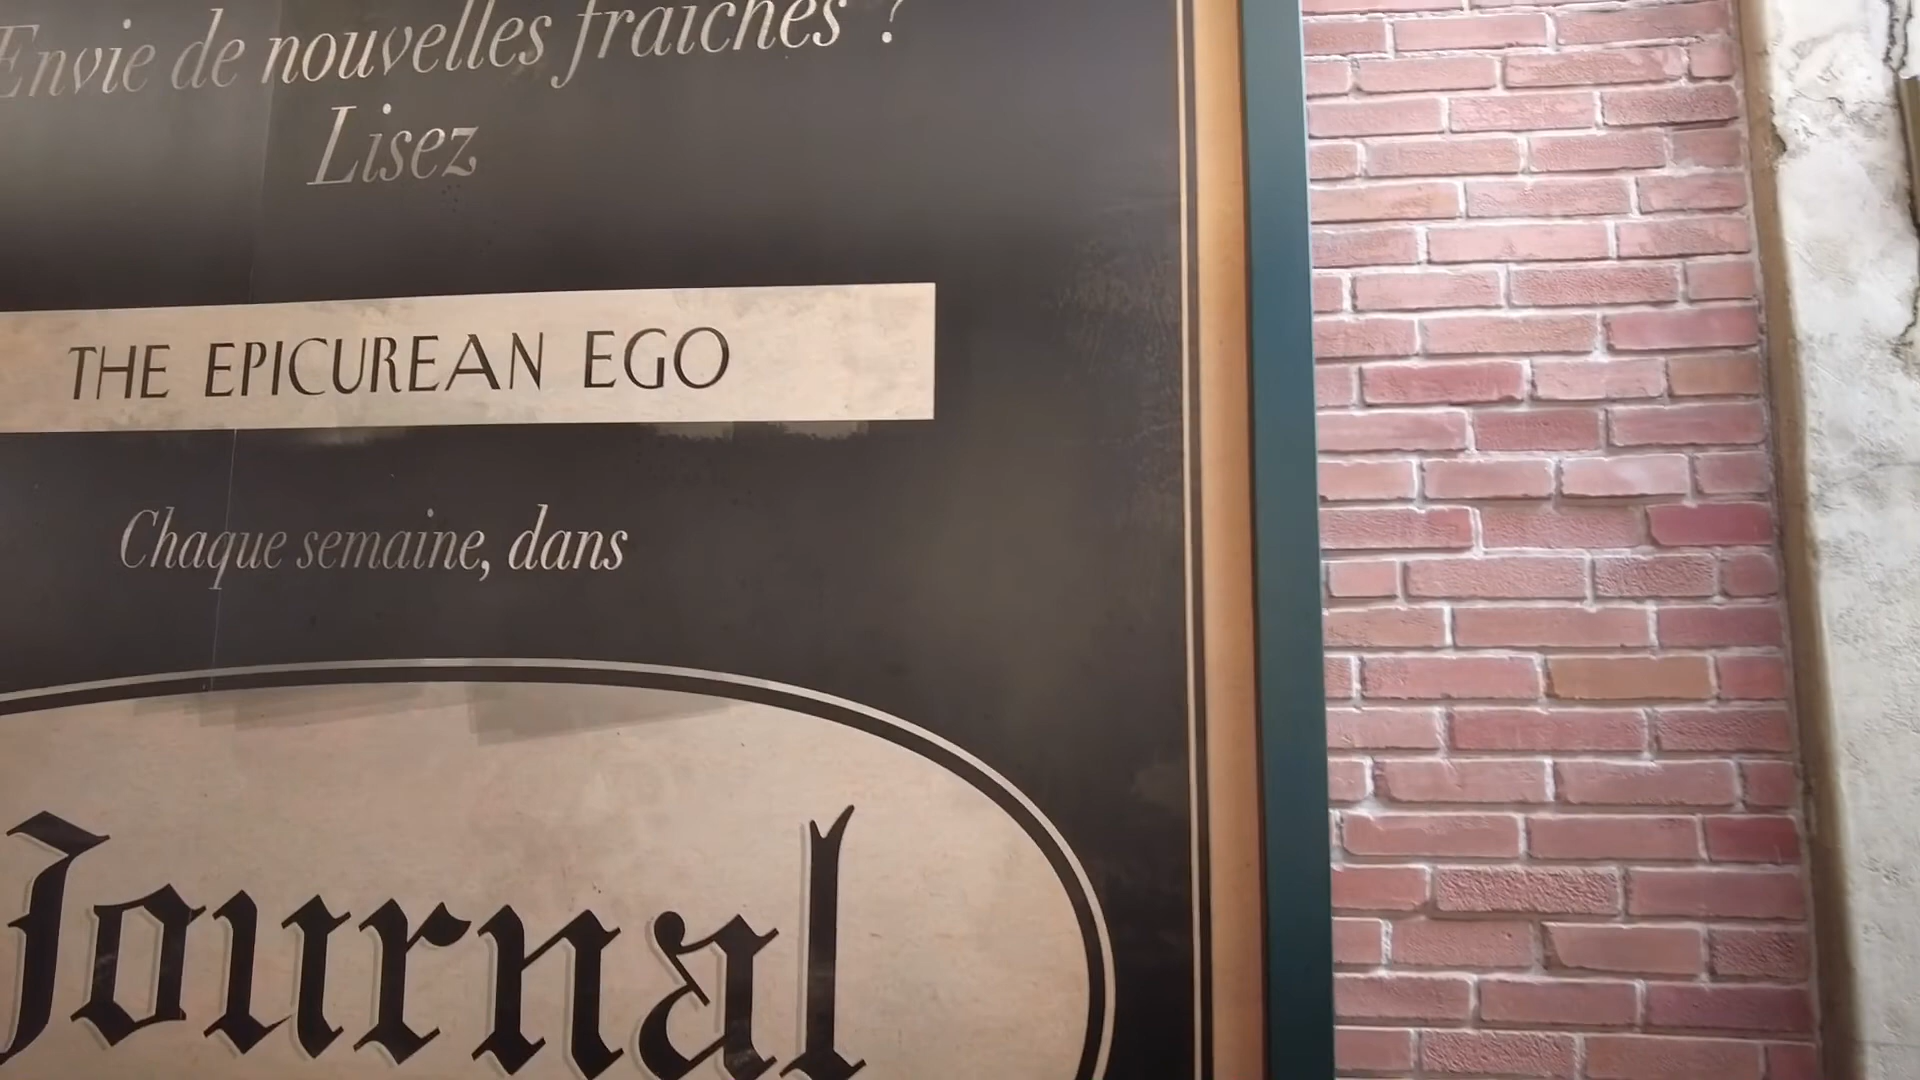 Envie de nouvelles fraîches ?
Lisez
THE EPICUREAN EGO
Chaque semaine, dans
Journal